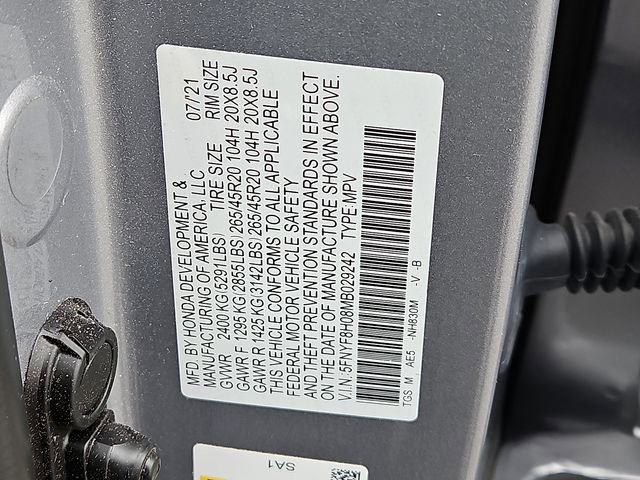 MFD. BY HONDA DEVELOPMENT & 07/21
MANUFACTURING OF AMERICA, LLC
GVWR 2400 KG(5291LBS) TIRE SIZE RIM SIZE
GAWR F 1295 KG(2855LBS)265/45R20 104H 20X8.5J
GAWR R 1425 KG(3142LBS)265/45R20 104H 20X8.5J
THIS VEHICLE CONFORMS TO ALL APPLICABLE
FEDERAL MOTOR VEHICLE SAFETY
AND THEFT PREVENTION STANDARDS IN EFFECT
ON THE DATE OF MANUFACTURE SHOWN ABOVE.
V.I.N.:5FNYF8H08MB029242 TYPE:MPV
TGS M AE5 -NH830M -V -B
SA1